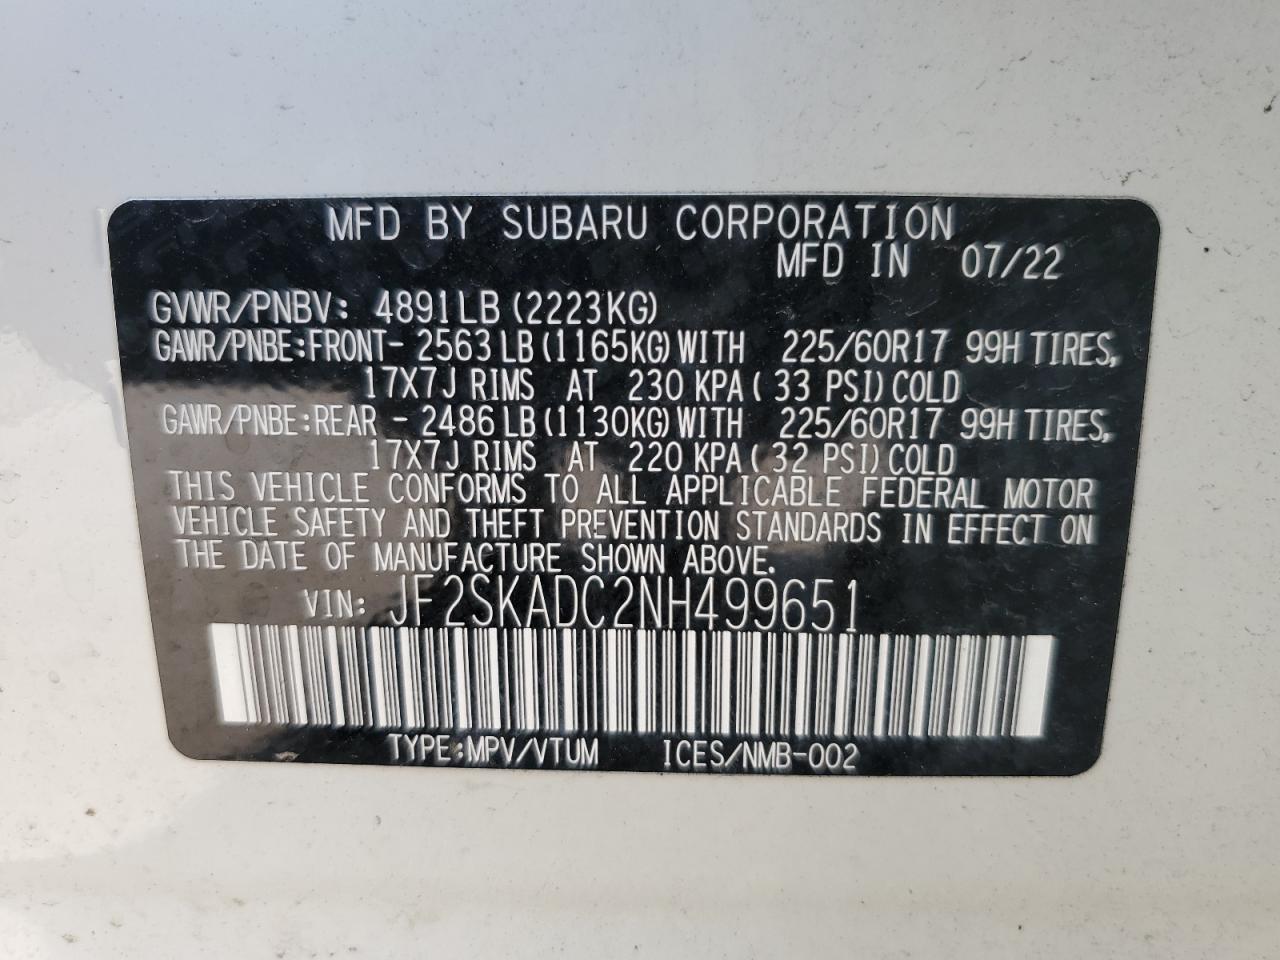 MFD BY SUBARU CORPORATION
MFD IN 07/22
GVWR/PNBV: 4891LB (2223KG)
GAWR/PNBE:FRONT- 2563 LB (1165KG) WITH 225/60R17 99H TIRES,
17X7J RIMS AT 230 KPA ( 33 PSI) COLD
GAWR/PNBE:REAR - 2486 LB (1130KG) WITH 225/60R17 99H TIRES,
17X7J RIMS AT 220 KPA ( 32 PSI) COLD
THIS VEHICLE CONFORMS TO ALL APPLICABLE FEDERAL MOTOR
VEHICLE SAFETY AND THEFT PREVENTION STANDARDS IN EFFECT ON
THE DATE OF MANUFACTURE SHOWN ABOVE.
VIN: JF2SKADC2NH499651
TYPE:MPV/VTUM ICES/NMB-002